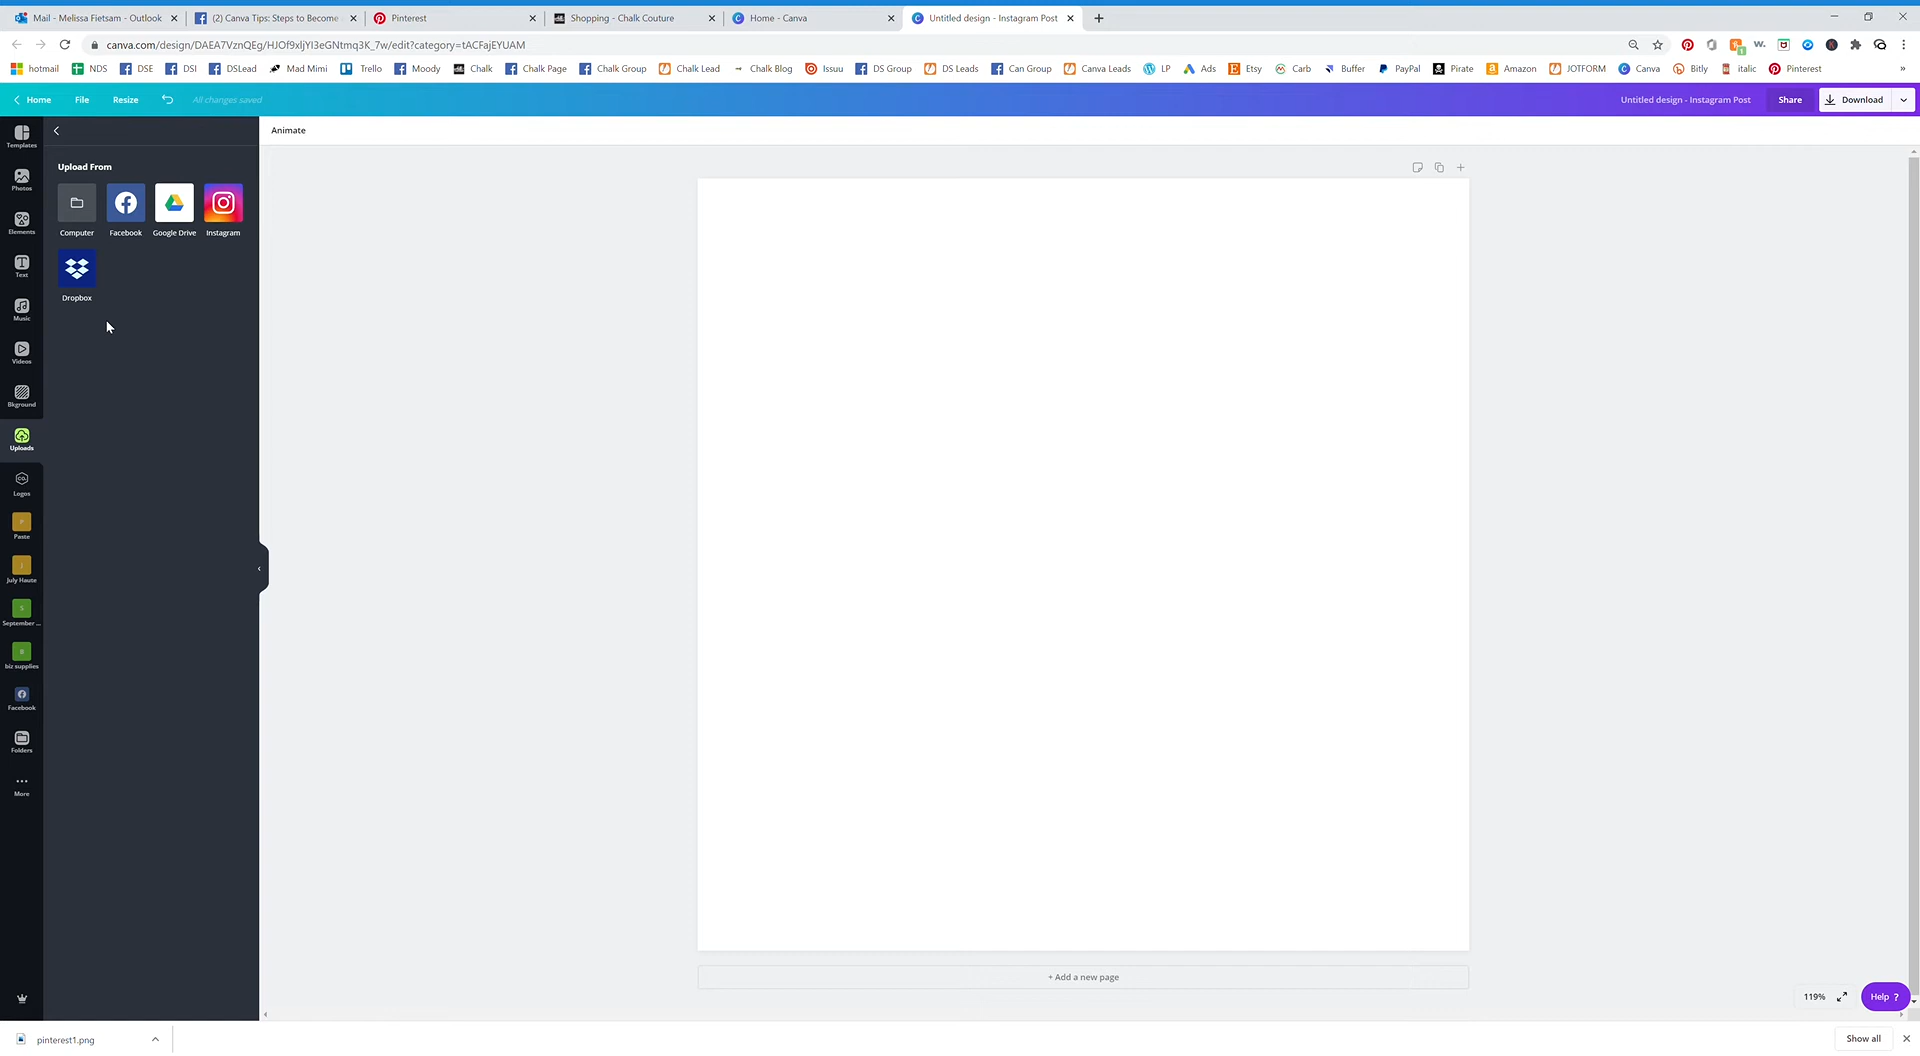 Mail - Melissa Fietsam - Outlook
(2) Canva Tips: Steps to Become
Pinterest
Shopping - Chalk Couture
Home - Canva
Untitled design - Instagram Post
canva.com/design/DAEA7VznQEg/HJOf9xljYI3eGNtmq3K_7w/edit?category=tACFajEYUAM
hotmail NDS DSE DSI DSLead Mad Mimi Trello Moody Chalk Chalk Page Chalk Group Chalk Lead Chalk Blog Issuu DS Group DS Leads Can Group Canva Leads LP Ads Etsy Carb Buffer PayPal Pirate Amazon JOTFORM Canva Bitly italic Pinterest
Home File Resize All changes saved Untitled design - Instagram Post Share Download
Animate
Upload From
Computer Facebook Google Drive Instagram
Dropbox
Templates
Photos
Elements
Text
Music
Videos
Bkground
Uploads
CO.
Logos
P
Paste
J
July Haute
S
September ...
B
biz supplies
Facebook
Folders
More
+ Add a new page
119% Help ?
pinterest1.png Show all